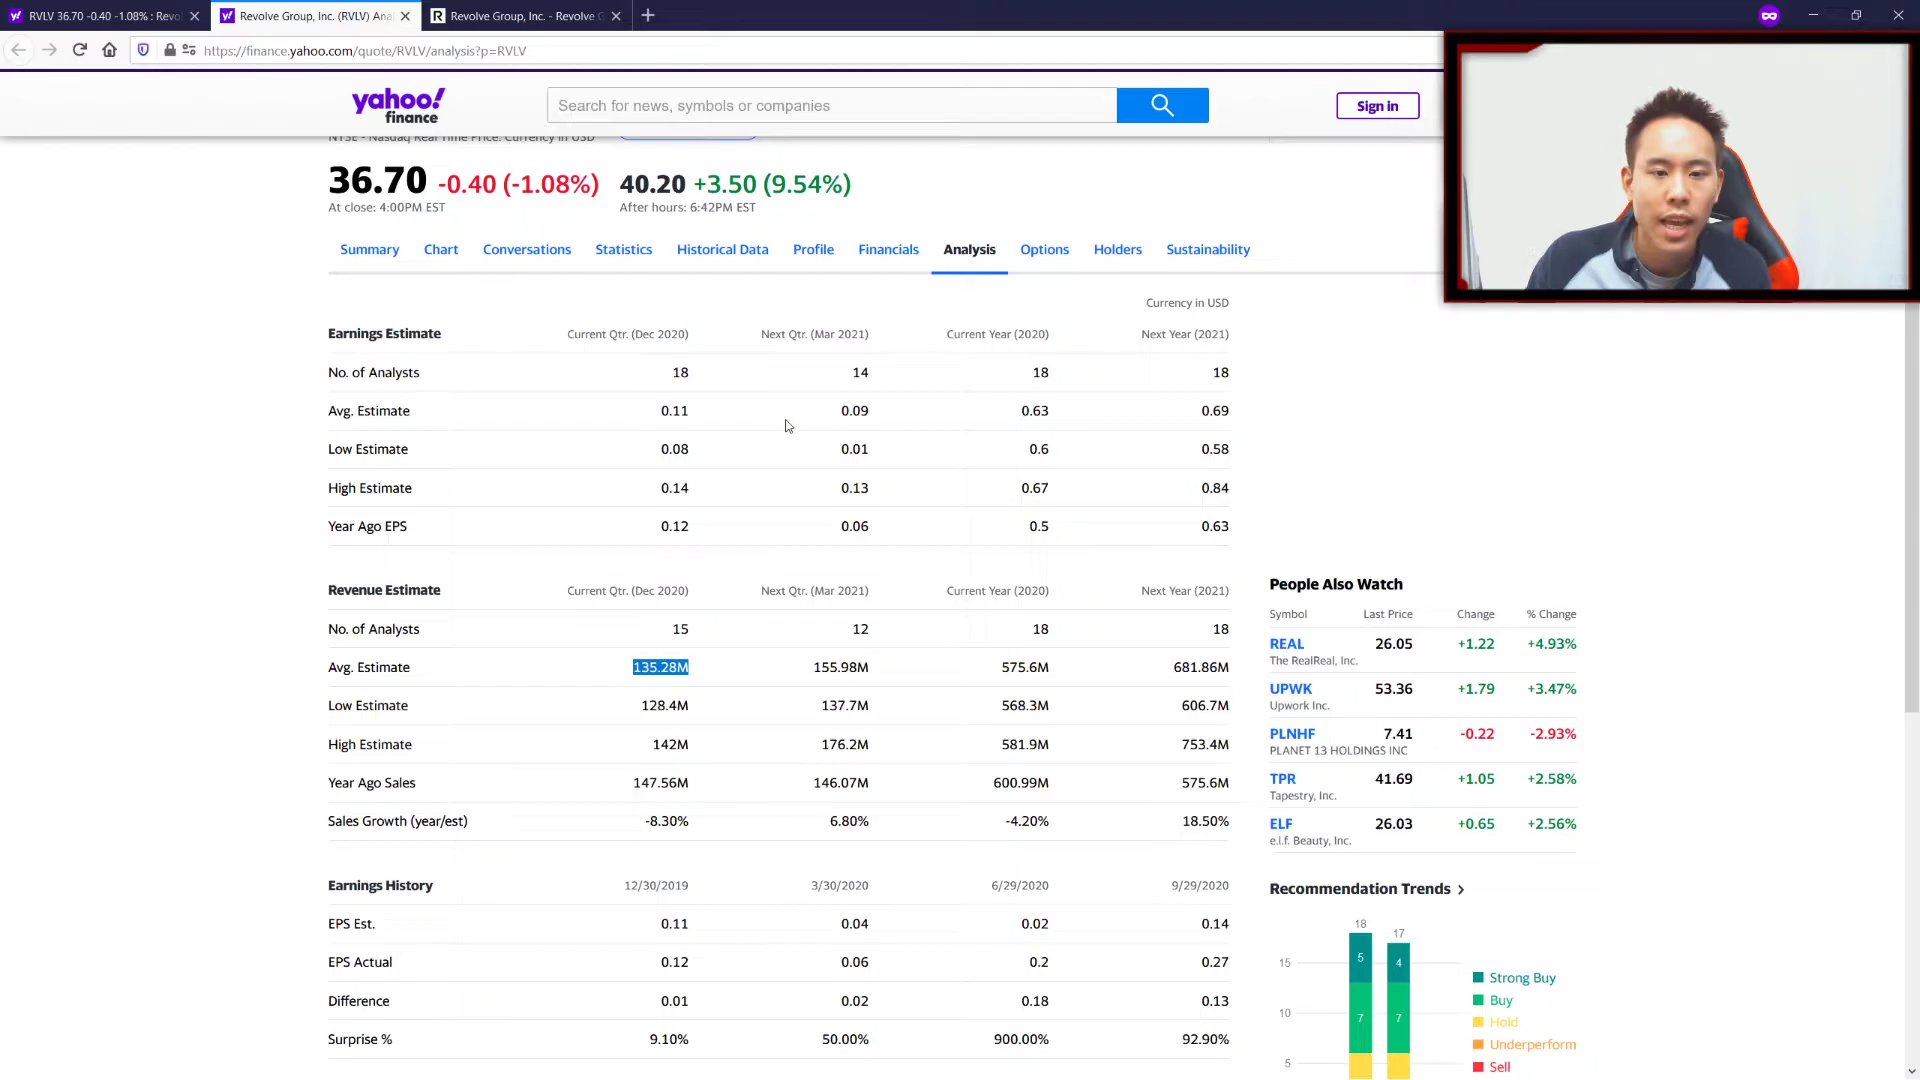 RVLV 36.70 -0.40 -1.08% : Revo
Revolve Group, Inc. (RVLV) Ana
Revolve Group, Inc. - Revolve G
https://finance.yahoo.com/quote/RVLV/analysis?p=RVLV
yahoo!
finance
Search for news, symbols or companies
Sign in
NYSE - Nasdaq Real Time Price. Currency in USD
36.70 -0.40 (-1.08%) 40.20 +3.50 (9.54%)
At close: 4:00PM EST After hours: 6:42PM EST
Summary Chart Conversations Statistics Historical Data Profile Financials Analysis Options Holders Sustainability
Currency in USD
Earnings Estimate Current Qtr. (Dec 2020) Next Qtr. (Mar 2021) Current Year (2020) Next Year (2021)
No. of Analysts 18 14 18 18
Avg. Estimate 0.11 0.09 0.63 0.69
Low Estimate 0.08 0.01 0.6 0.58
High Estimate 0.14 0.13 0.67 0.84
Year Ago EPS 0.12 0.06 0.5 0.63
Revenue Estimate Current Qtr. (Dec 2020) Next Qtr. (Mar 2021) Current Year (2020) Next Year (2021)
No. of Analysts 15 12 18 18
Avg. Estimate 135.28M 155.98M 575.6M 681.86M
Low Estimate 128.4M 137.7M 568.3M 606.7M
High Estimate 142M 176.2M 581.9M 753.4M
Year Ago Sales 147.56M 146.07M 600.99M 575.6M
Sales Growth (year/est) -8.30% 6.80% -4.20% 18.50%
Earnings History 12/30/2019 3/30/2020 6/29/2020 9/29/2020
EPS Est. 0.11 0.04 0.02 0.14
EPS Actual 0.12 0.06 0.2 0.27
Difference 0.01 0.02 0.18 0.13
Surprise % 9.10% 50.00% 900.00% 92.90%
People Also Watch
Symbol Last Price Change % Change
REAL 26.05 +1.22 +4.93%
The RealReal, Inc.
UPWK 53.36 +1.79 +3.47%
Upwork Inc.
PLNHF 7.41 -0.22 -2.93%
PLANET 13 HOLDINGS INC
TPR 41.69 +1.05 +2.58%
Tapestry, Inc.
ELF 26.03 +0.65 +2.56%
e.l.f. Beauty, Inc.
Recommendation Trends >
18 17
15 5 4
10 7 7
5
Strong Buy
Buy
Hold
Underperform
Sell